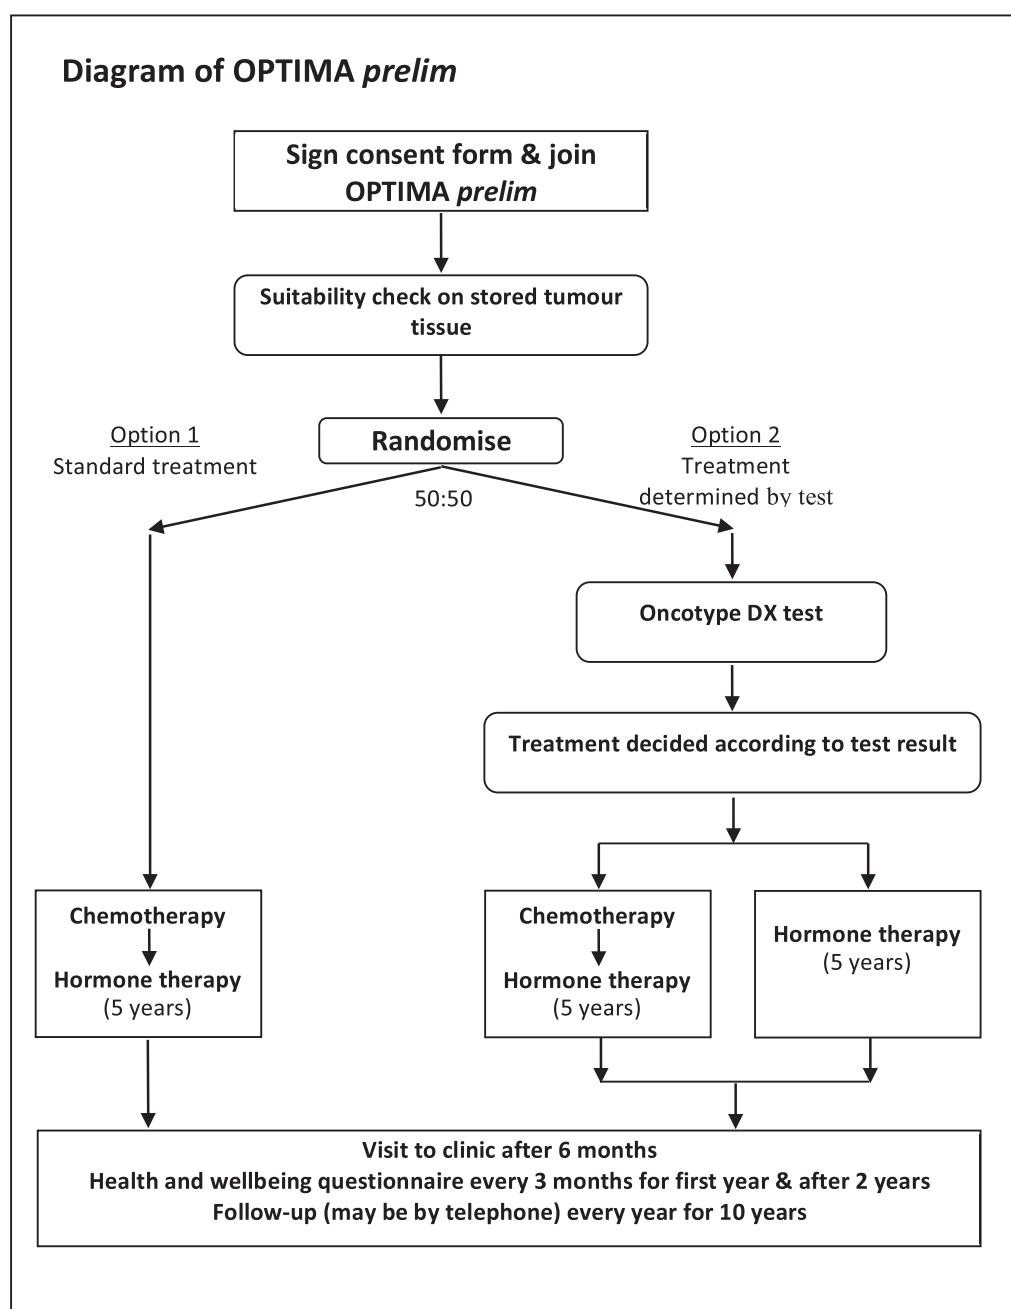 Diagram of OPTIMA prelim
Sign consent form & join
OPTIMA prelim
Suitability check on stored tumour
tissue
Option 1
Standard treatment
Randomise
50:50
Option 2
Treatment
determined by test
Oncotype DX test
Treatment decided according to test result
Chemotherapy
Hormone therapy
(5 years)
Chemotherapy
Hormone therapy
(5 years)
Hormone therapy
(5 years)
Visit to clinic after 6 months
Health and wellbeing questionnaire every 3 months for first year & after 2 years
Follow-up (may be by telephone) every year for 10 years